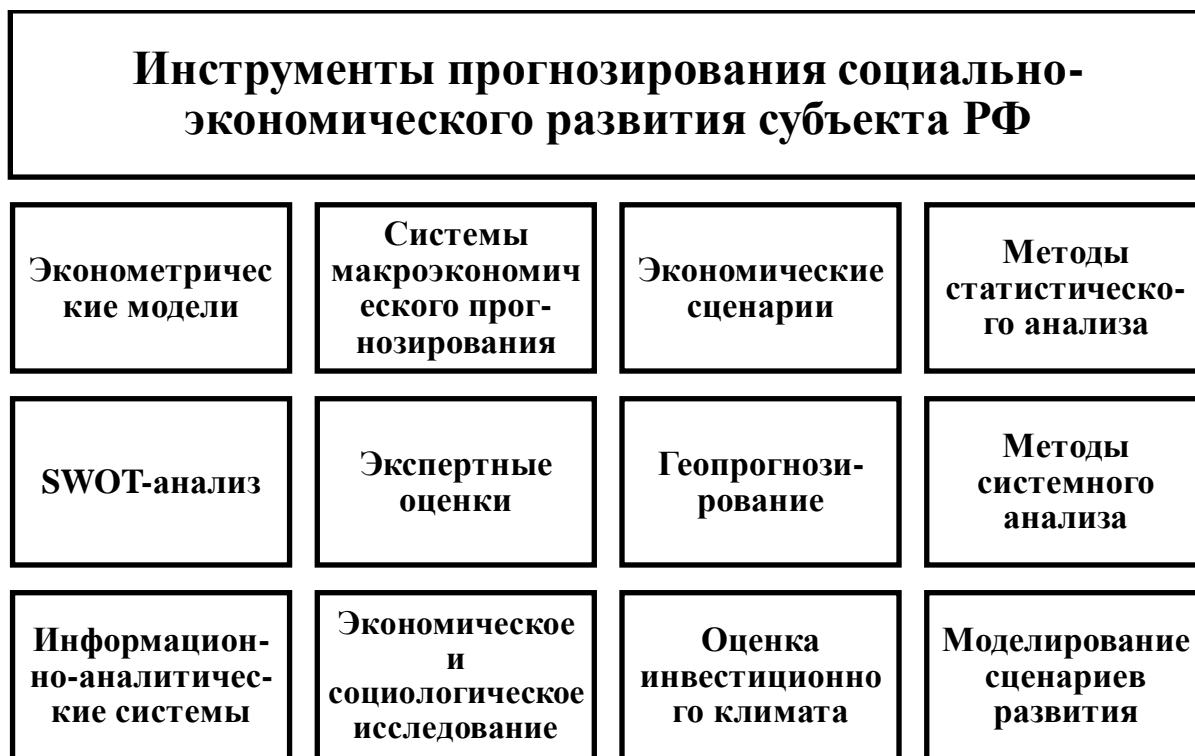 Инструменты прогнозирования социально-
экономического развития субъекта РФ
Эконометричес
кие модели
Системы
макроэкономич
еского прог-
нозирования
Экономические
сценарии
Методы
статистическо-
го анализа
SWOT-анализ
Экспертные
оценки
Геопрогнози-
рование
Методы
системного
анализа
Информацион-
но-аналитичес-
кие системы
Экономическое
и
социологическое
исследование
Оценка
инвестиционно
го климата
Моделирование
сценариев
развития